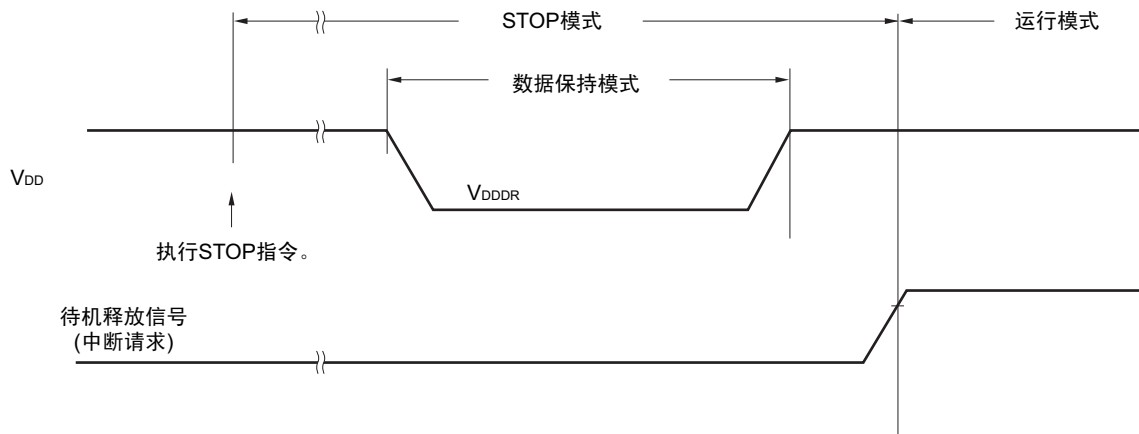 STOP模式
运行模式
数据保持模式
VDD
VDDDR
执行STOP指令。
待机释放信号
(中断请求)